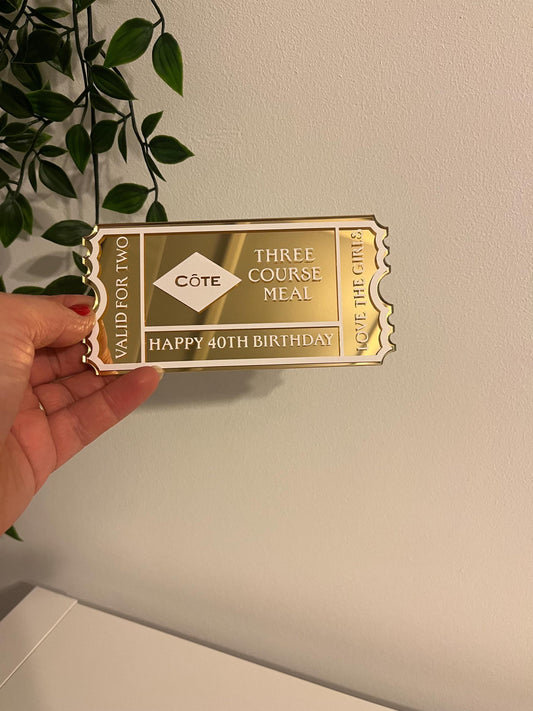 VALID FOR TWO
CÔTE
THREE
COURSE
MEAL
HAPPY 40TH BIRTHDAY
LOVE THE GIRLS